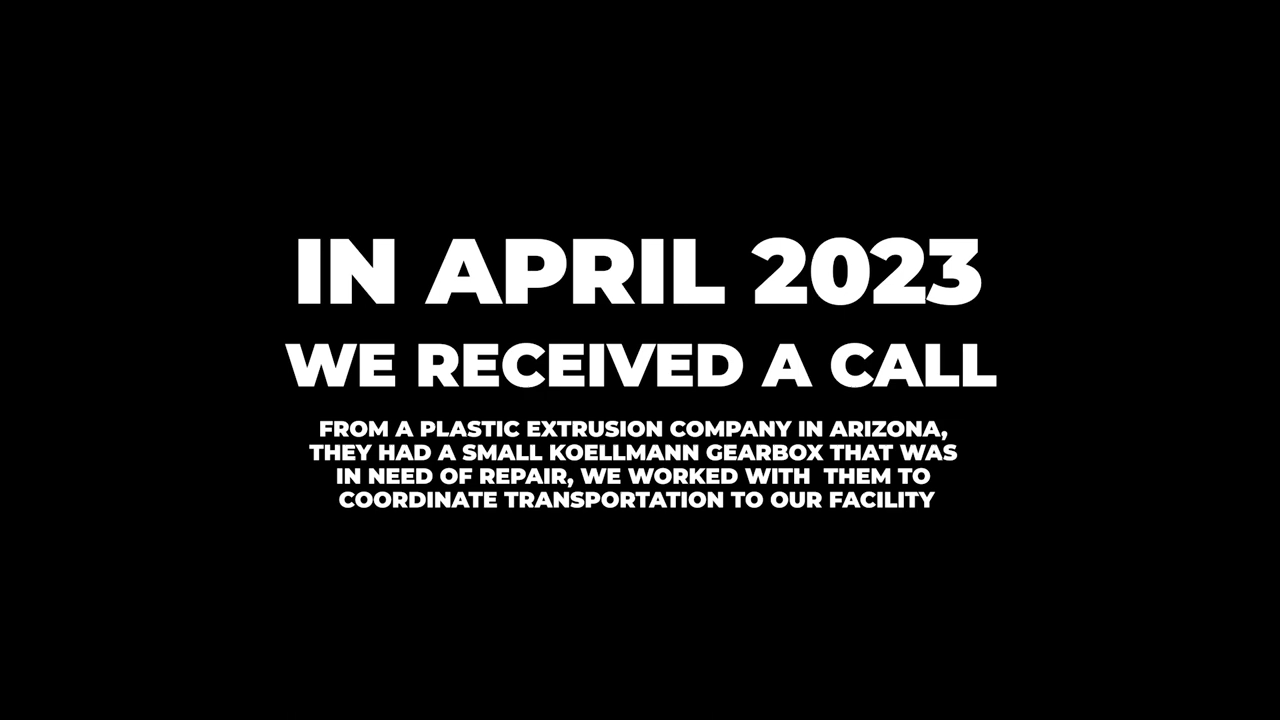 IN APRIL 2023
WE RECEIVED A CALL
FROM A PLASTIC EXTRUSION COMPANY IN ARIZONA,
THEY HAD A SMALL KOELLMANN GEARBOX THAT WAS
IN NEED OF REPAIR, WE WORKED WITH  THEM TO
COORDINATE TRANSPORTATION TO OUR FACILITY